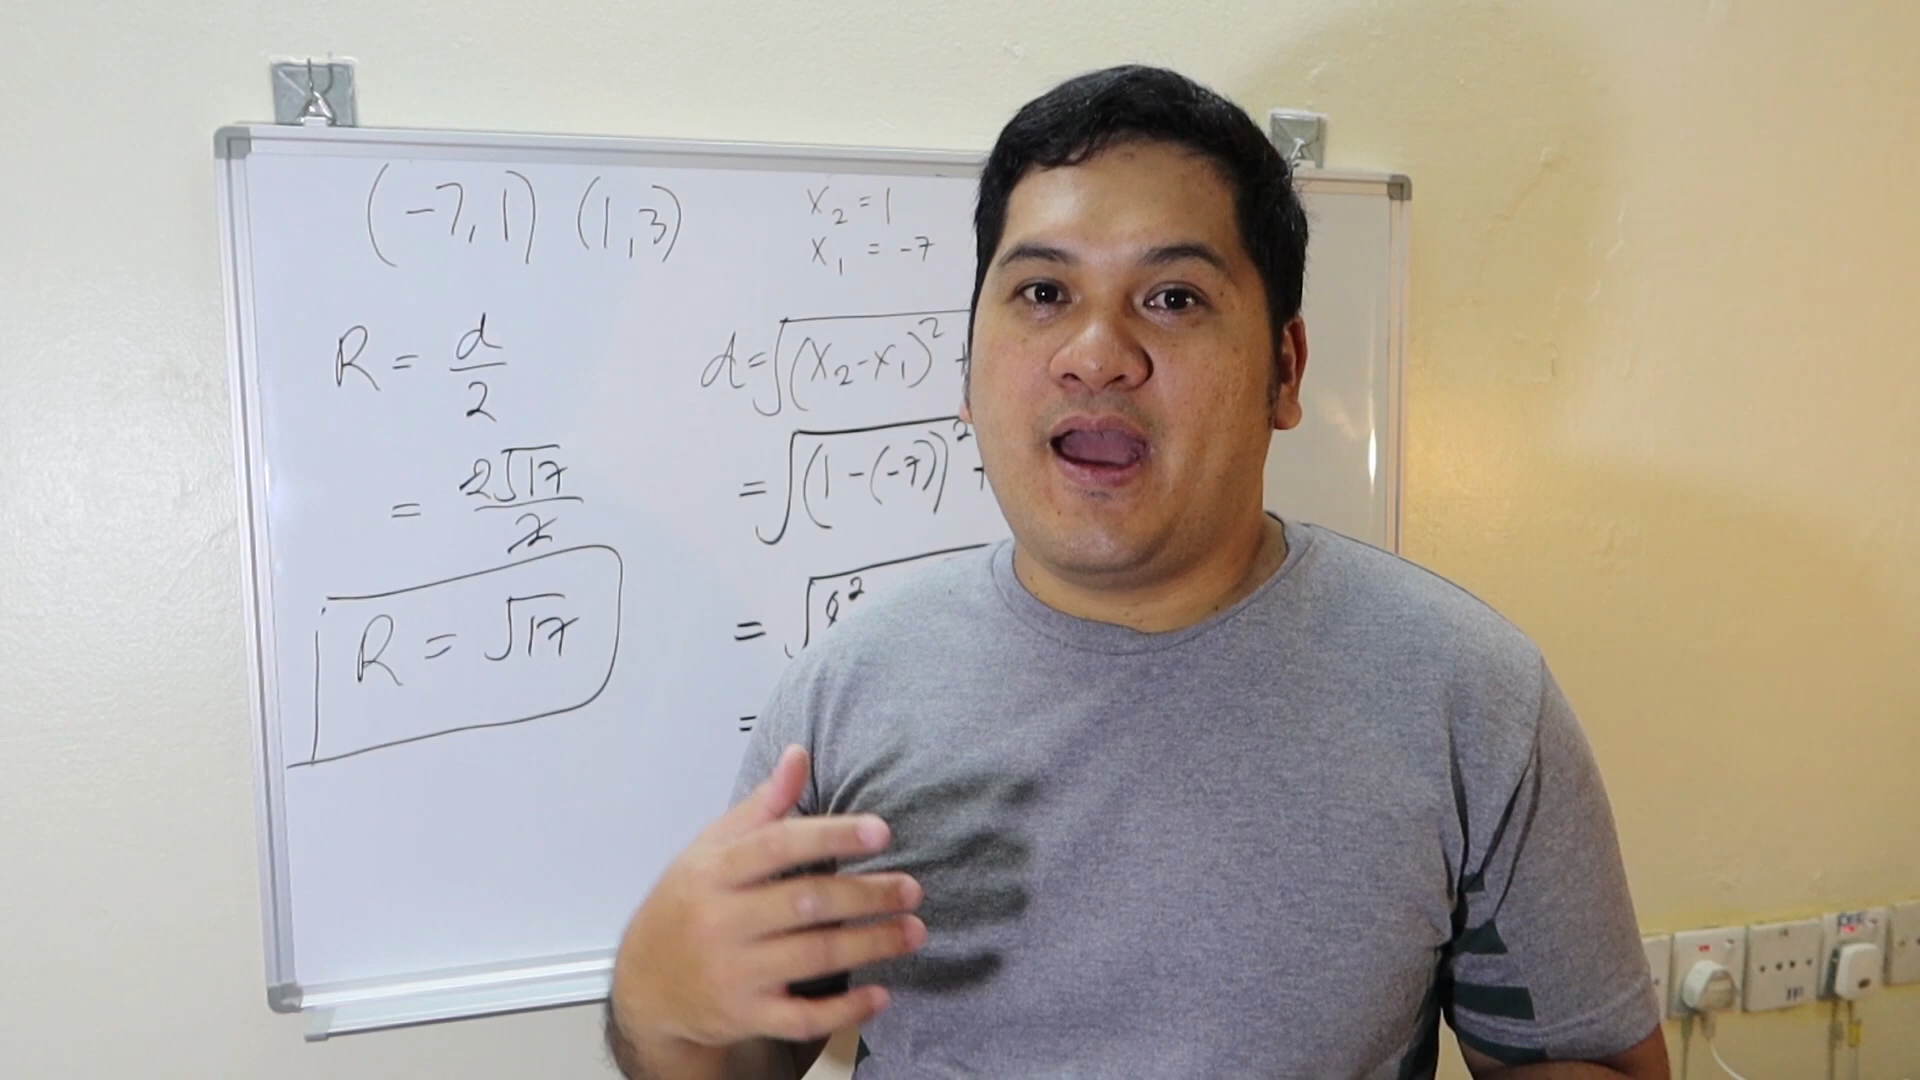 (-7, 1) (1, 3)
x₂ = 1
x₁ = -7
R = d/2
= 2√17/2
R = √17
d = √(x₂-x₁)² +
= √(1-(-7))² +
= √8²
=